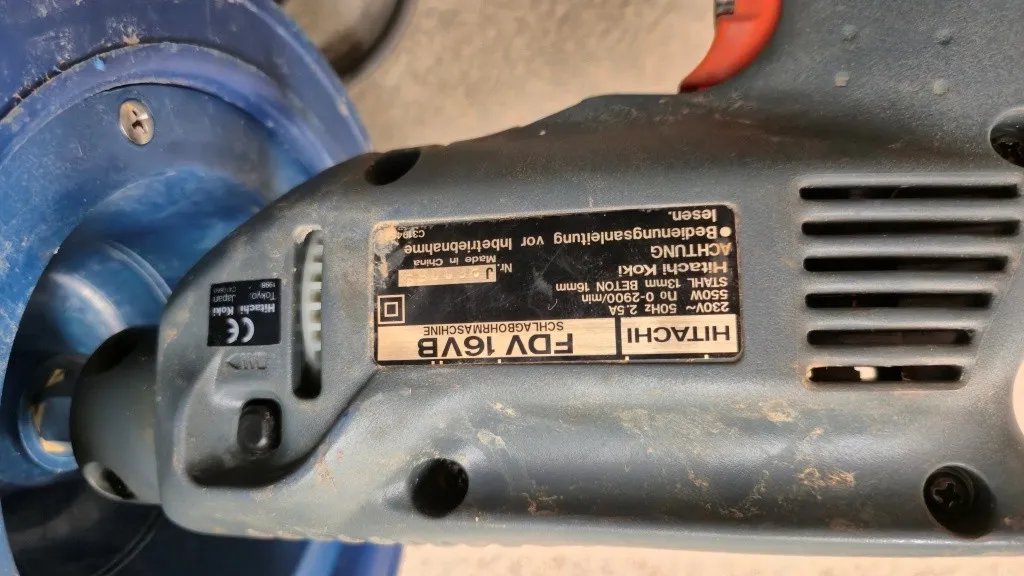 HITACHI
FDV 16VB
SCHLAGBOHRMASCHINE
230V~ 50Hz 2.5A
550W no 0-2900/min
STAHL 13mm BETON 16mm
Hitachi Koki
ACHTUNG
● Bedienungsanleitung vor Inbetriebnahme
lesen.
Nr.
Made in China
CE
Hitachi Koki
Tokyo, Japan